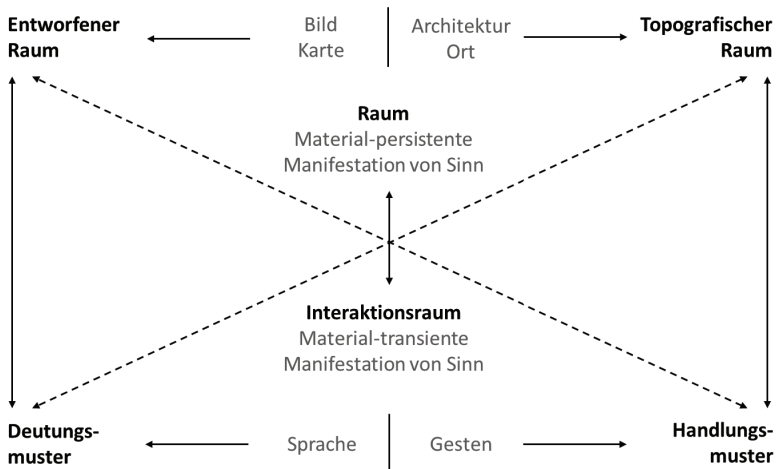 Entworfener
Raum
Bild
Karte
Architektur
Ort
Topografischer
Raum
Raum
Material-persistente
Manifestation von Sinn
Interaktionsraum
Material-transiente
Manifestation von Sinn
Deutungs-
muster
Sprache
Gesten
Handlungs-
muster